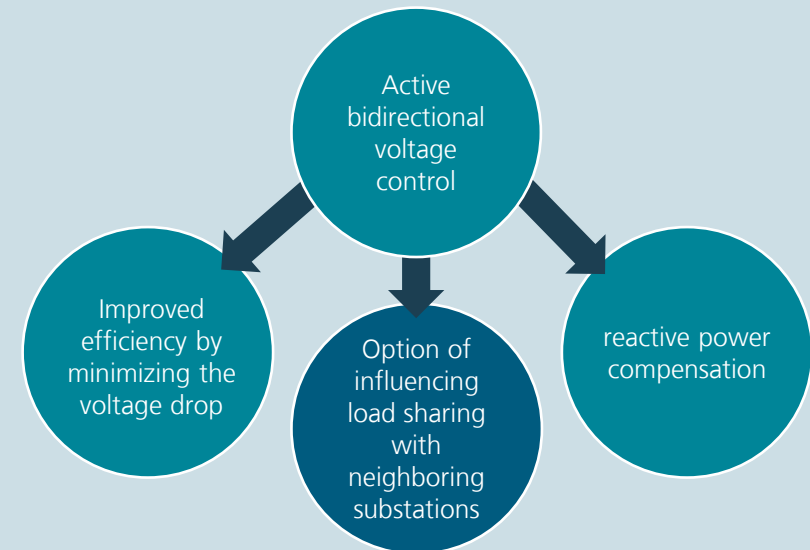 Active
bidirectional
voltage
control
Improved
efficiency by
minimizing the
voltage drop
Option of
influencing
load sharing
with
neighboring
substations
reactive power
compensation